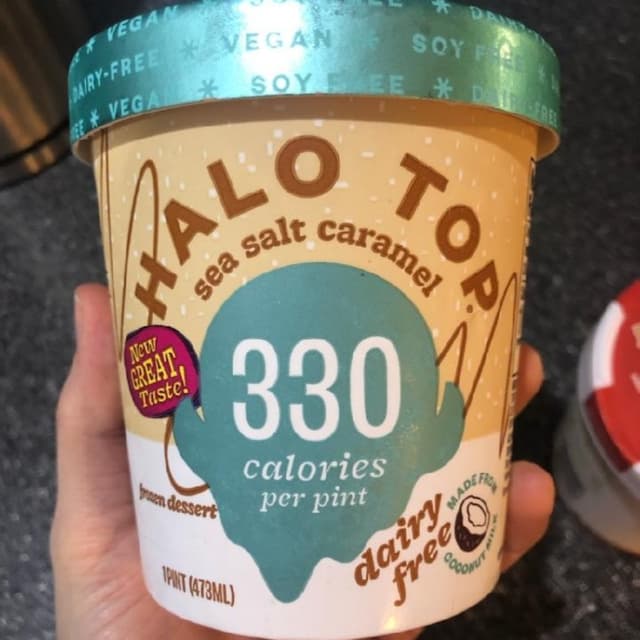 VEGAN
DAIRY-FREE * VEGAN * SOY
* VEGA * SOY * DAIRY-FREE
HALO TOP
sea salt caramel
New
GREAT
Taste!
330
calories
per pint
frozen dessert
dairy
free
MADE FROM
COCONUT MILK
1 PINT (473ML)